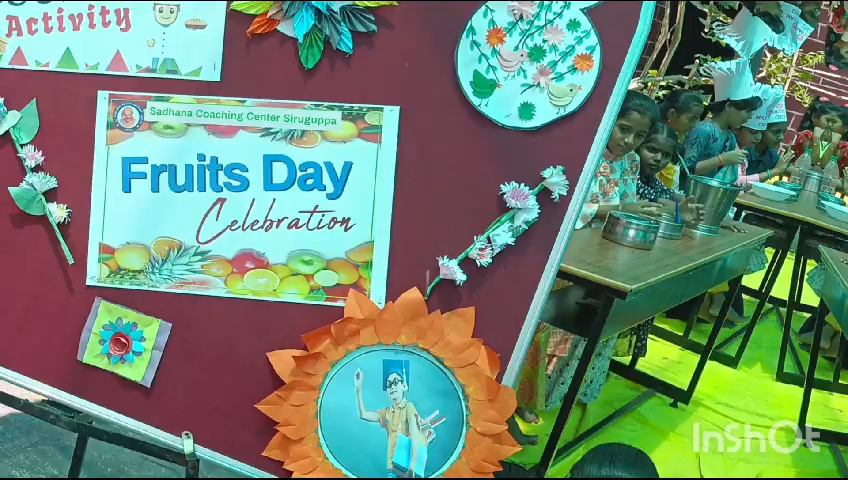 Activity
Sadhana Coaching Center Siruguppa
Fruits Day
Celebration
InShOt